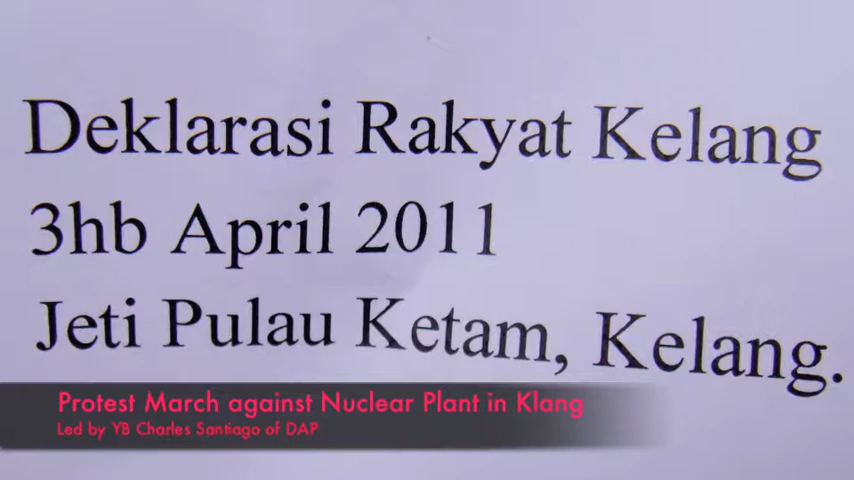 Deklarasi Rakyat Kelang
3hb April 2011
Jeti Pulau Ketam, Kelang.
Protest March against Nuclear Plant in Klang
Led by YB Charles Santiago of DAP